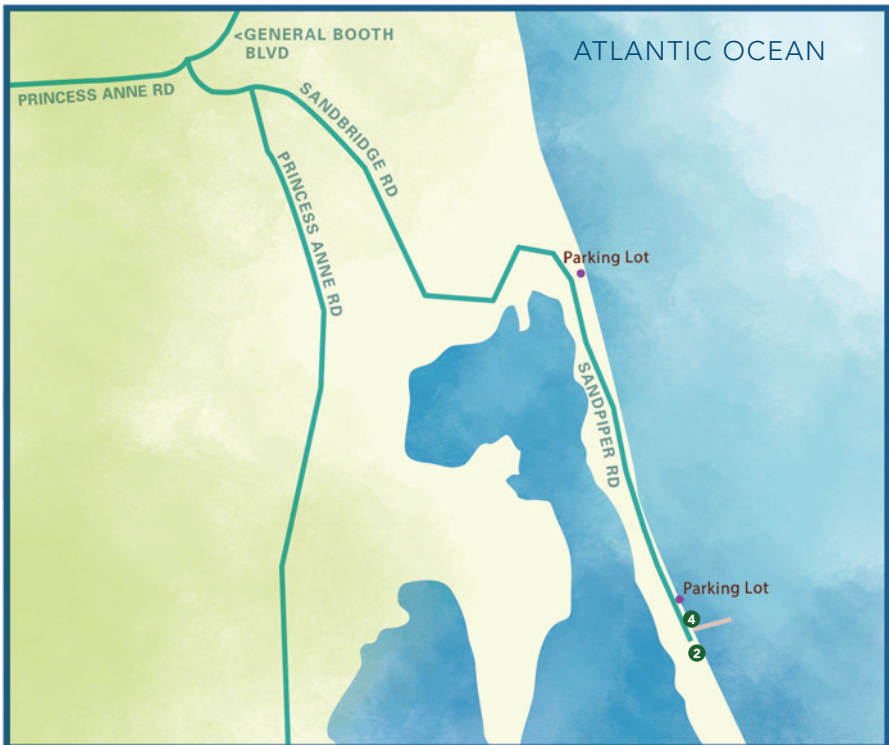 <GENERAL BOOTH
BLVD
ATLANTIC OCEAN
PRINCESS ANNE RD
SANDBRIDGE RD
PRINCESS ANNE RD
Parking Lot
SANDPIPER RD
Parking Lot
4
2